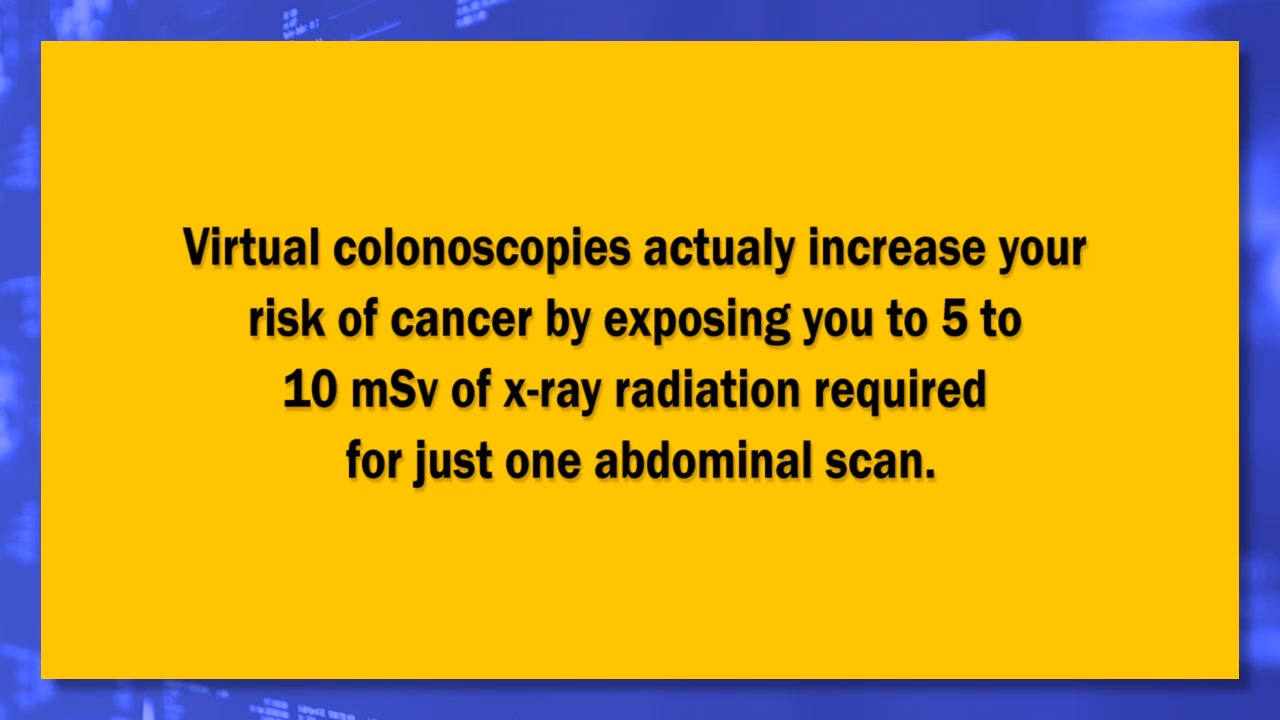 Virtual colonoscopies actualy increase your
risk of cancer by exposing you to 5 to
10 mSv of x-ray radiation required
for just one abdominal scan.